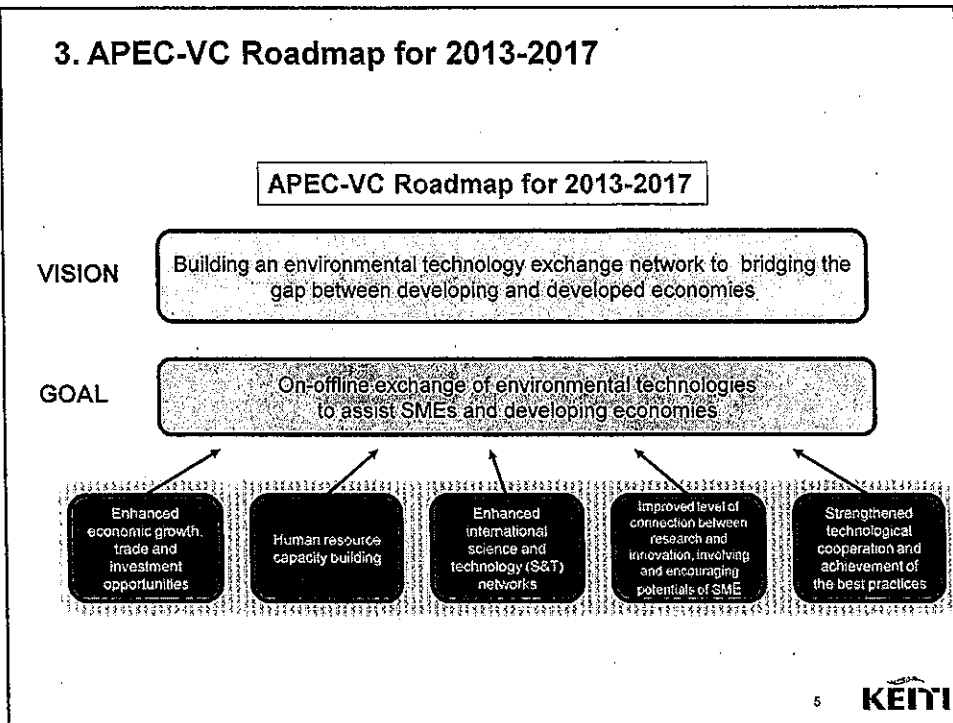 3. APEC-VC Roadmap for 2013-2017
APEC-VC Roadmap for 2013-2017
VISION
Building an environmental technology exchange network to bridging the
gap between developing and developed economies
GOAL
On-offline exchange of environmental technologies
to assist SMEs and developing economies
Enhanced
economic growth,
trade and
investment
opportunities
Human resource
capacity building
Enhanced
international
science and
technology (S&T)
networks
Improved level of
connection between
research and
innovation, involving
and encouraging
potentials of SME
Strengthened
technological
cooperation and
achievement of
the best practices
5
KEITI